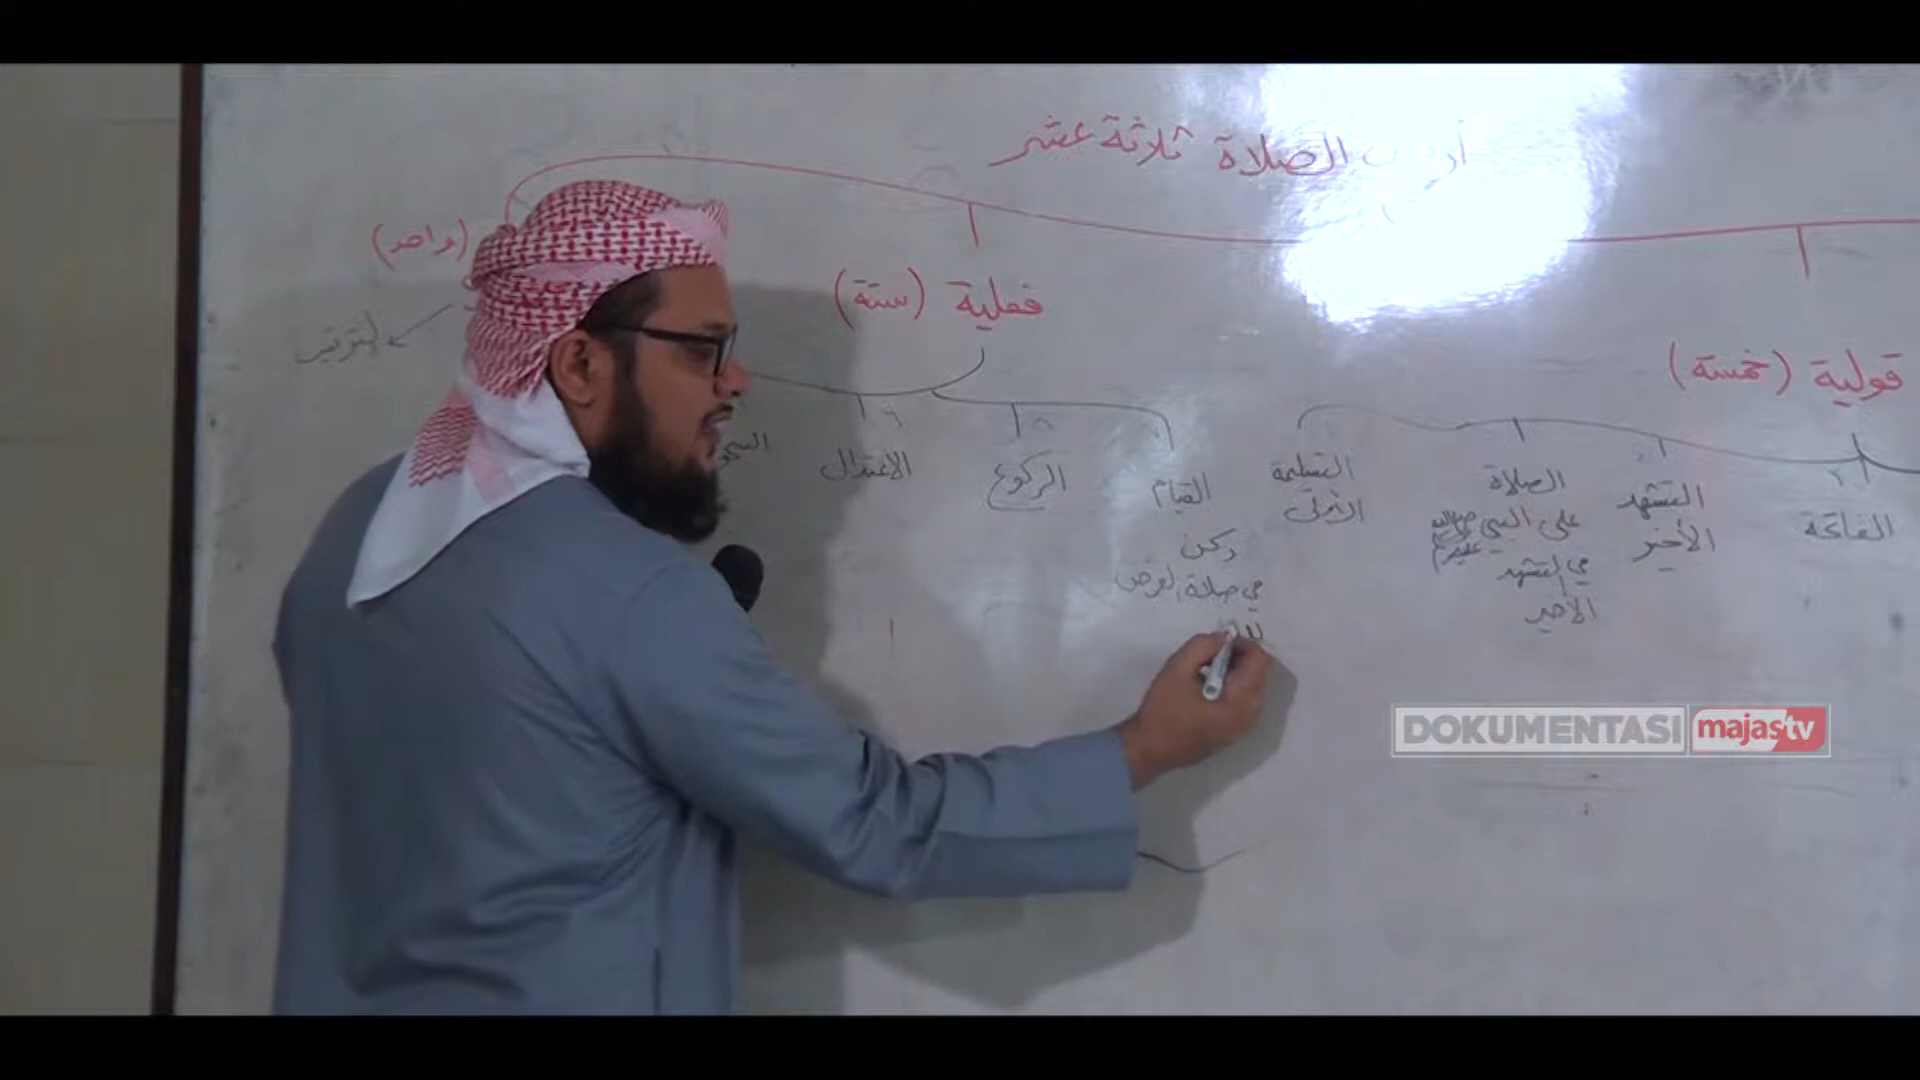 أركان الصلاة ثلاثة عشر
قولية (خمسة)
فعلية (ستة)
(واحد)
الترتيب
الفاتحة
التشهد
الأخير
الصلاة
على النبي صلى الله عليه وسلم
في التشهد
الأخير
التسليمة
الأولى
القيام
ركن
في صلاة الفرض
الركوع
الاعتدال
DOKUMENTASI majastv